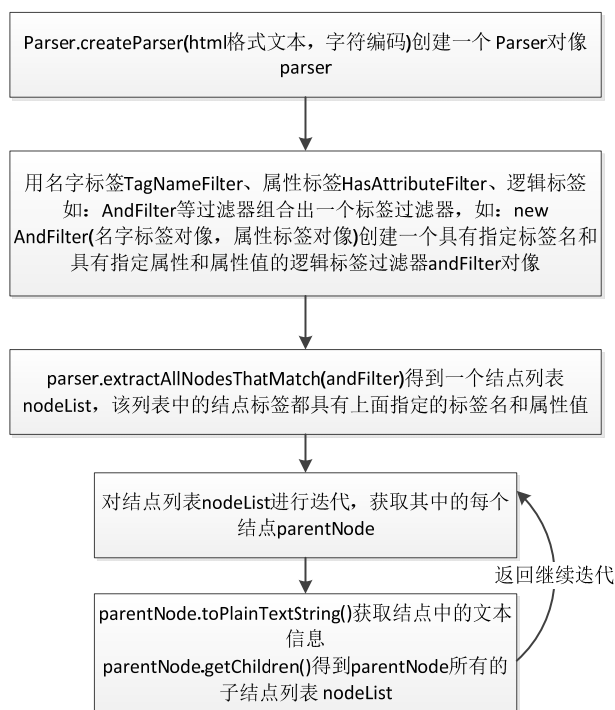 Parser.createParser(html格式文本，字符编码)创建一个 Parser对像
parser
用名字标签TagNameFilter、属性标签HasAttributeFilter、逻辑标签
如：AndFilter等过滤器组合出一个标签过滤器，如：new
AndFilter(名字标签对像，属性标签对像)创建一个具有指定标签名和
具有指定属性和属性值的逻辑标签过滤器andFilter对像
parser.extractAllNodesThatMatch(andFilter)得到一个结点列表
nodeList，该列表中的结点标签都具有上面指定的标签名和属性值
对结点列表nodeList进行迭代，获取其中的每个
结点parentNode
返回继续迭代
parentNode.toPlainTextString()获取结点中的文本
信息
parentNode.getChildren()得到parentNode所有的
子结点列表 nodeList